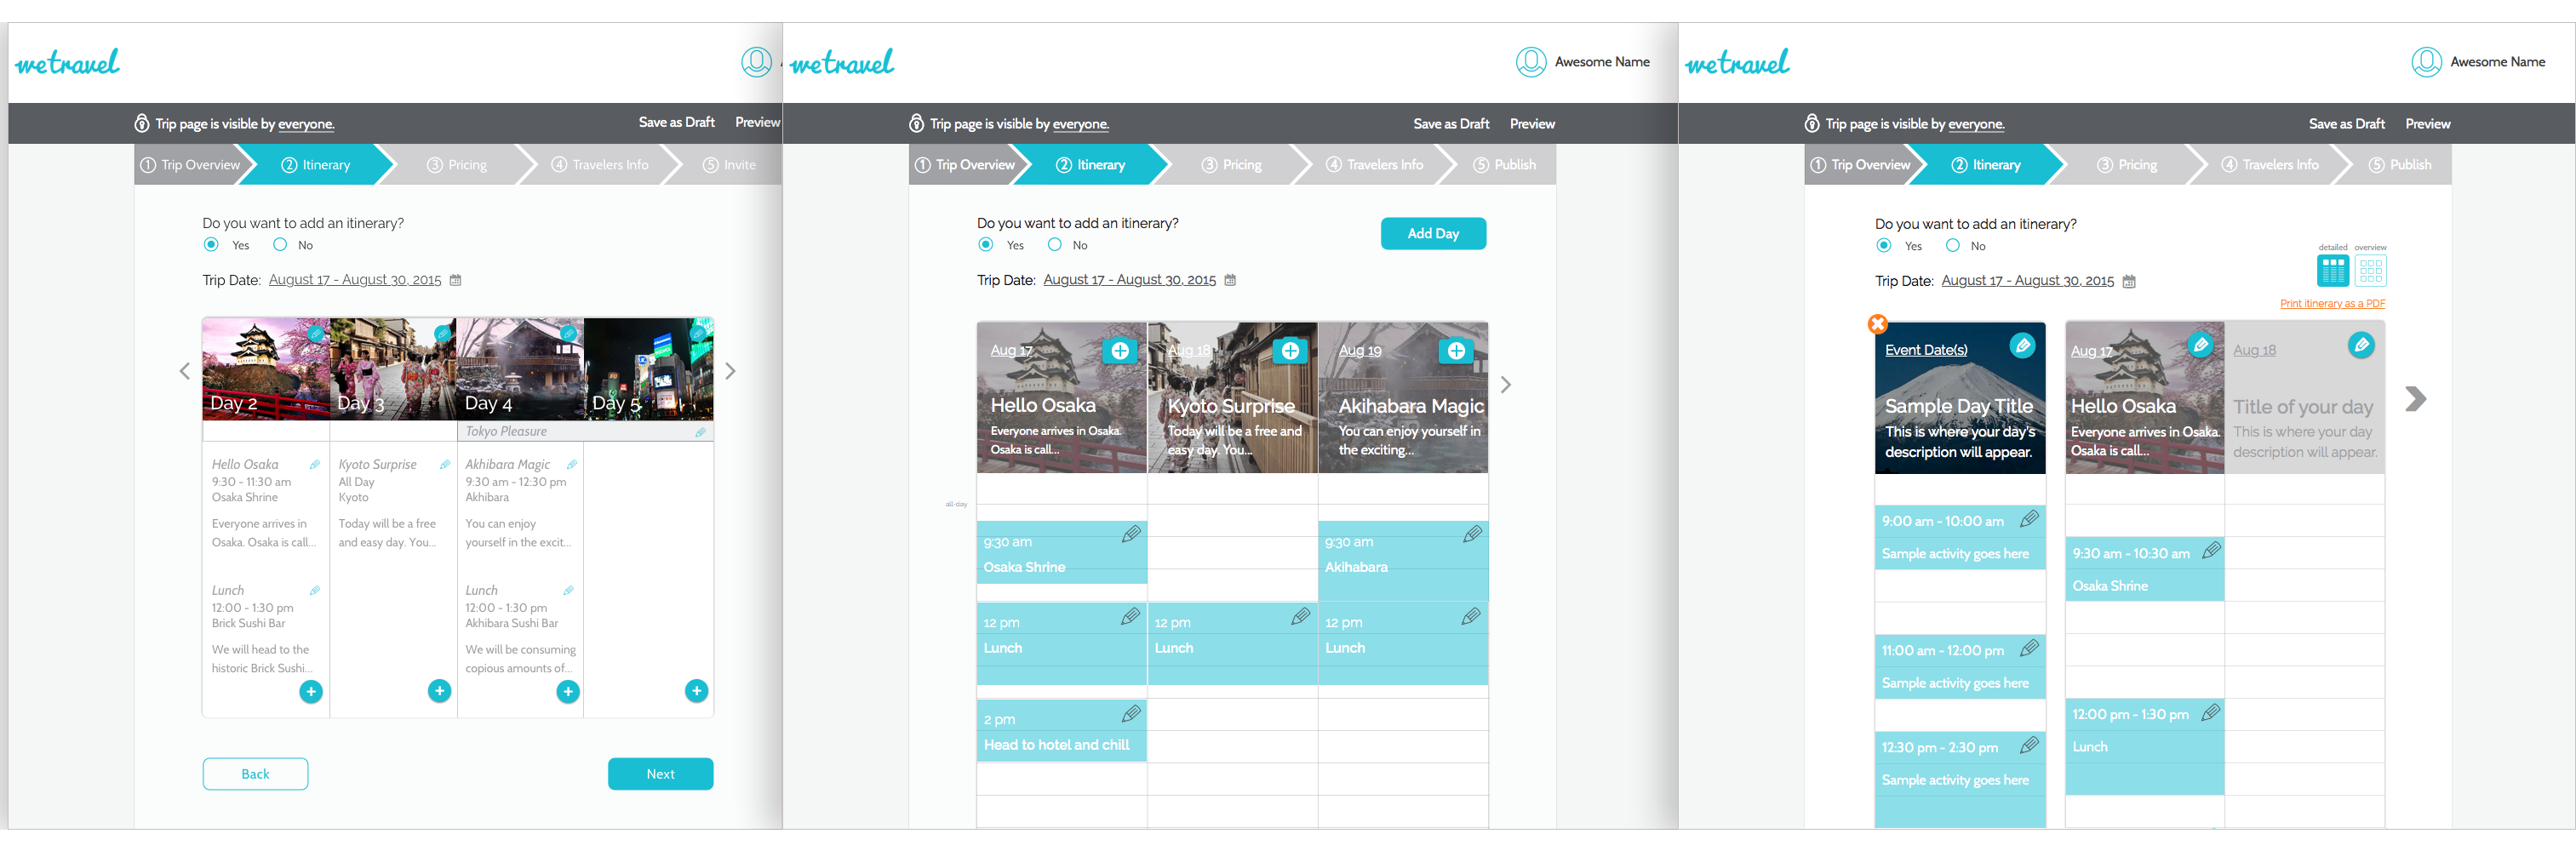 wetravel
Trip page is visible by everyone.
Save as Draft Preview
1 Trip Overview 2 Itinerary 3 Pricing 4 Travelers Info 5 Invite
Do you want to add an itinerary?
Yes No
Trip Date: August 17 - August 30, 2015
Day 2 Day 3 Day 4 Day 5
Tokyo Pleasure
Hello Osaka
9:30 - 11:30 am
Osaka Shrine
Everyone arrives in
Osaka. Osaka is call...
Lunch
12:00 - 1:30 pm
Brick Sushi Bar
We will head to the
historic Brick Sushi...
Kyoto Surprise
All Day
Kyoto
Today will be a free
and easy day. You...
Akhibara Magic
9:30 am - 12:30 pm
Akhibara
You can enjoy
yourself in the excit...
Lunch
12:00 - 1:30 pm
Akhibara Sushi Bar
We will be consuming
copious amounts of...
Back Next
wetravel
Awesome Name
Trip page is visible by everyone.
Save as Draft Preview
1 Trip Overview 2 Itinerary 3 Pricing 4 Travelers Info 5 Publish
Do you want to add an itinerary?
Yes No
Add Day
Trip Date: August 17 - August 30, 2015
Aug 17
Hello Osaka
Everyone arrives in Osaka.
Osaka is call...
Aug 18
Kyoto Surprise
Today will be a free and
easy day. You...
Aug 19
Akihabara Magic
You can enjoy yourself in
the exciting...
all-day
9:30 am
Osaka Shrine
12 pm
Lunch
2 pm
Head to hotel and chill
12 pm
Lunch
9:30 am
Akihabara
12 pm
Lunch
wetravel
Awesome Name
Trip page is visible by everyone.
Save as Draft Preview
1 Trip Overview 2 Itinerary 3 Pricing 4 Travelers Info 5 Publish
Do you want to add an itinerary?
Yes No
detailed overview
Trip Date: August 17 - August 30, 2015
Print itinerary as a PDF
Event Date(s)
Sample Day Title
This is where your day's
description will appear.
9:00 am - 10:00 am
Sample activity goes here
11:00 am - 12:00 pm
Sample activity goes here
12:30 pm - 2:30 pm
Sample activity goes here
Aug 17
Hello Osaka
Everyone arrives in Osaka.
Osaka is call...
9:30 am - 10:30 am
Osaka Shrine
12:00 pm - 1:30 pm
Lunch
Aug 18
Title of your day
This is where your day
description will appear.